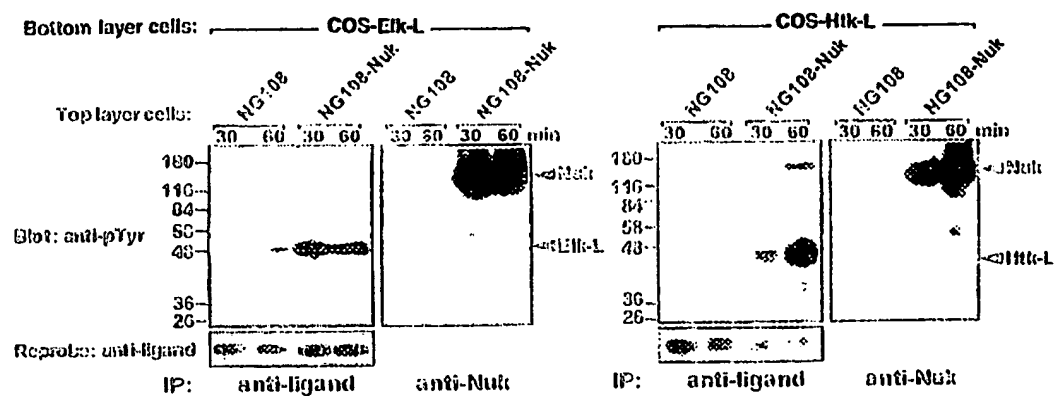 Bottom layer cells: COS-Elk-L COS-Htk-L
NG108 NG108-Nuk NG108 NG108-Nuk NG108 NG108-Nuk NG108 NG108-Nuk
Top layer cells:
30 60 30 60 30 60 30 60 min 30 60 30 60 30 60 30 60 min
180 Nuk 180 Nuk
116 116
84 84
58 58
Blot: anti-pTyr 48 Elk-L 48 Htk-L
36 36
26 26
Reprobe: anti-ligand
IP: anti-ligand anti-Nuk IP: anti-ligand anti-Nuk